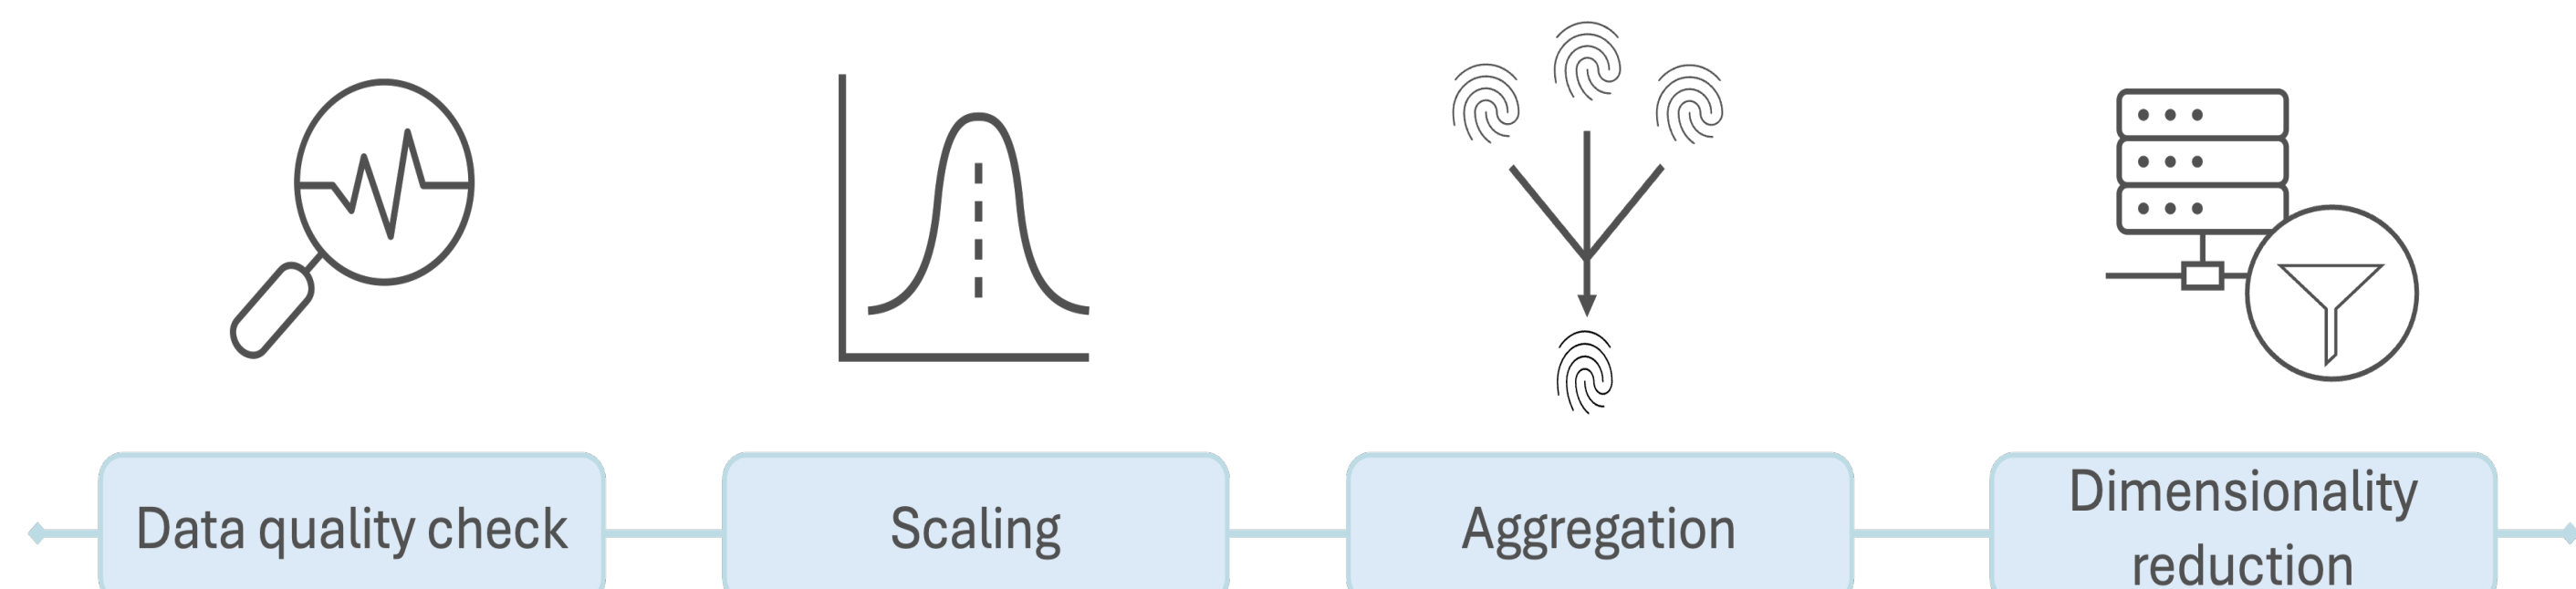 Data quality check
Scaling
Aggregation
Dimensionality
reduction